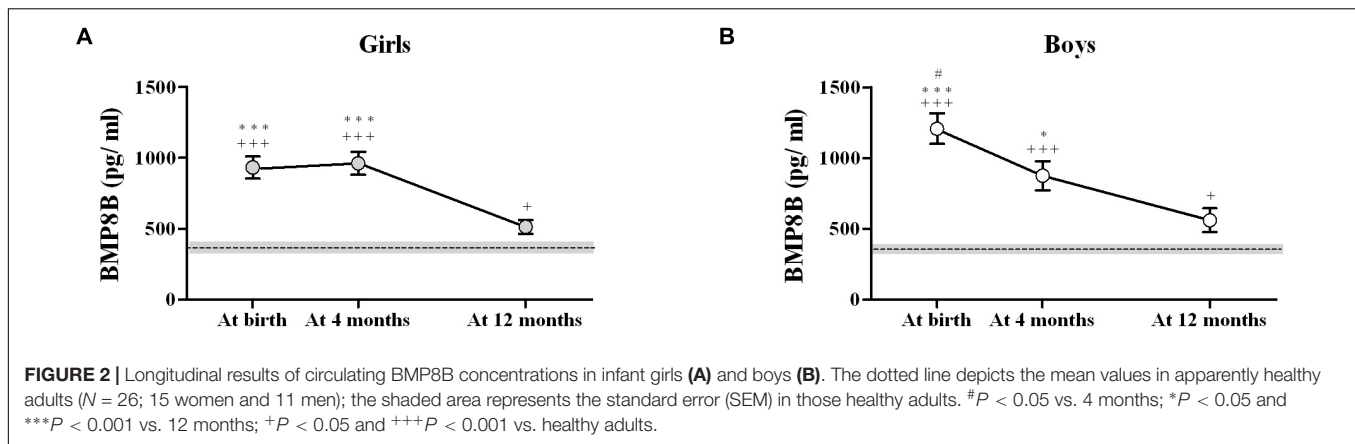 A
Girls
BMP8B (pg/ ml)
1500
1000
500
0
***
+++
***
+++
+
At birth
At 4 months
At 12 months
B
Boys
BMP8B (pg/ ml)
1500
1000
500
0
#
***
+++
*
+++
+
At birth
At 4 months
At 12 months
FIGURE 2 | Longitudinal results of circulating BMP8B concentrations in infant girls (A) and boys (B). The dotted line depicts the mean values in apparently healthy
adults (N = 26; 15 women and 11 men); the shaded area represents the standard error (SEM) in those healthy adults. #P < 0.05 vs. 4 months; *P < 0.05 and
***P < 0.001 vs. 12 months; +P < 0.05 and +++P < 0.001 vs. healthy adults.